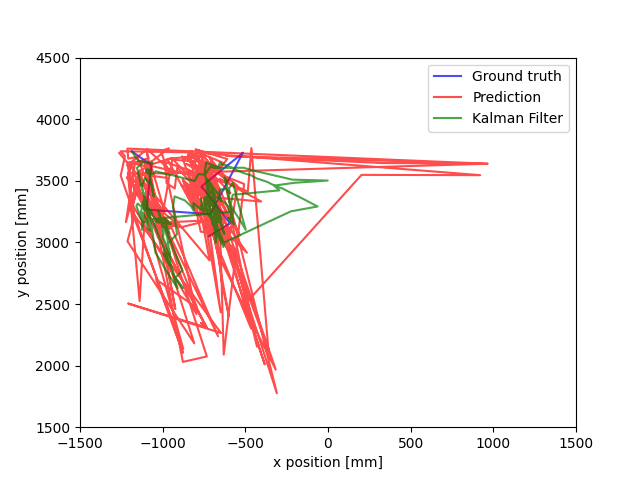 4500
4000
3500
3000
2500
2000
1500
y position [mm]
Ground truth
Prediction
Kalman Filter
−1500
−1000
−500
0
500
1000
1500
x position [mm]